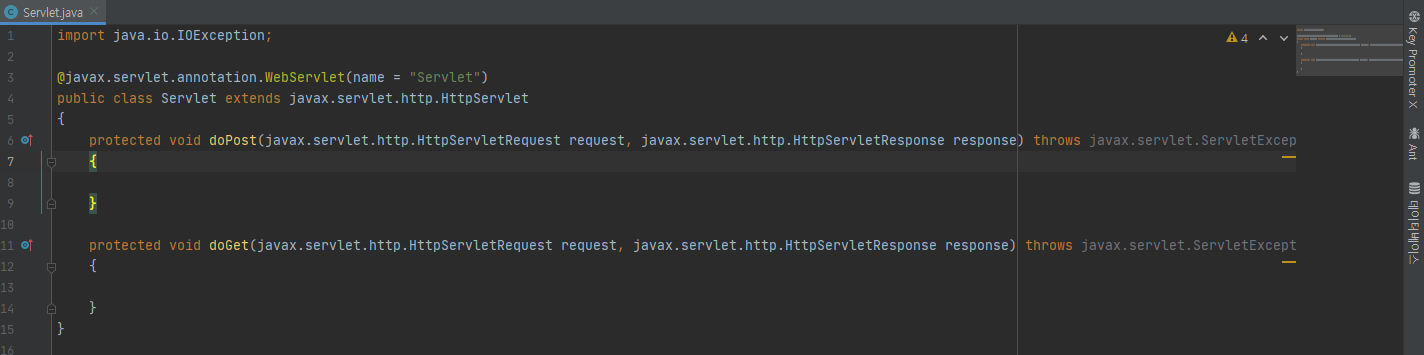 Servlet.java
1 import java.io.IOException;
2
3 @javax.servlet.annotation.WebServlet(name = "Servlet")
4 public class Servlet extends javax.servlet.http.HttpServlet
5 {
6 protected void doPost(javax.servlet.http.HttpServletRequest request, javax.servlet.http.HttpServletResponse response) throws javax.servlet.ServletExcep
7 {
8
9 }
10
11 protected void doGet(javax.servlet.http.HttpServletRequest request, javax.servlet.http.HttpServletResponse response) throws javax.servlet.ServletExcept
12 {
13
14 }
15 }
16
4
Key Promoter X
Ant
데이터베이스